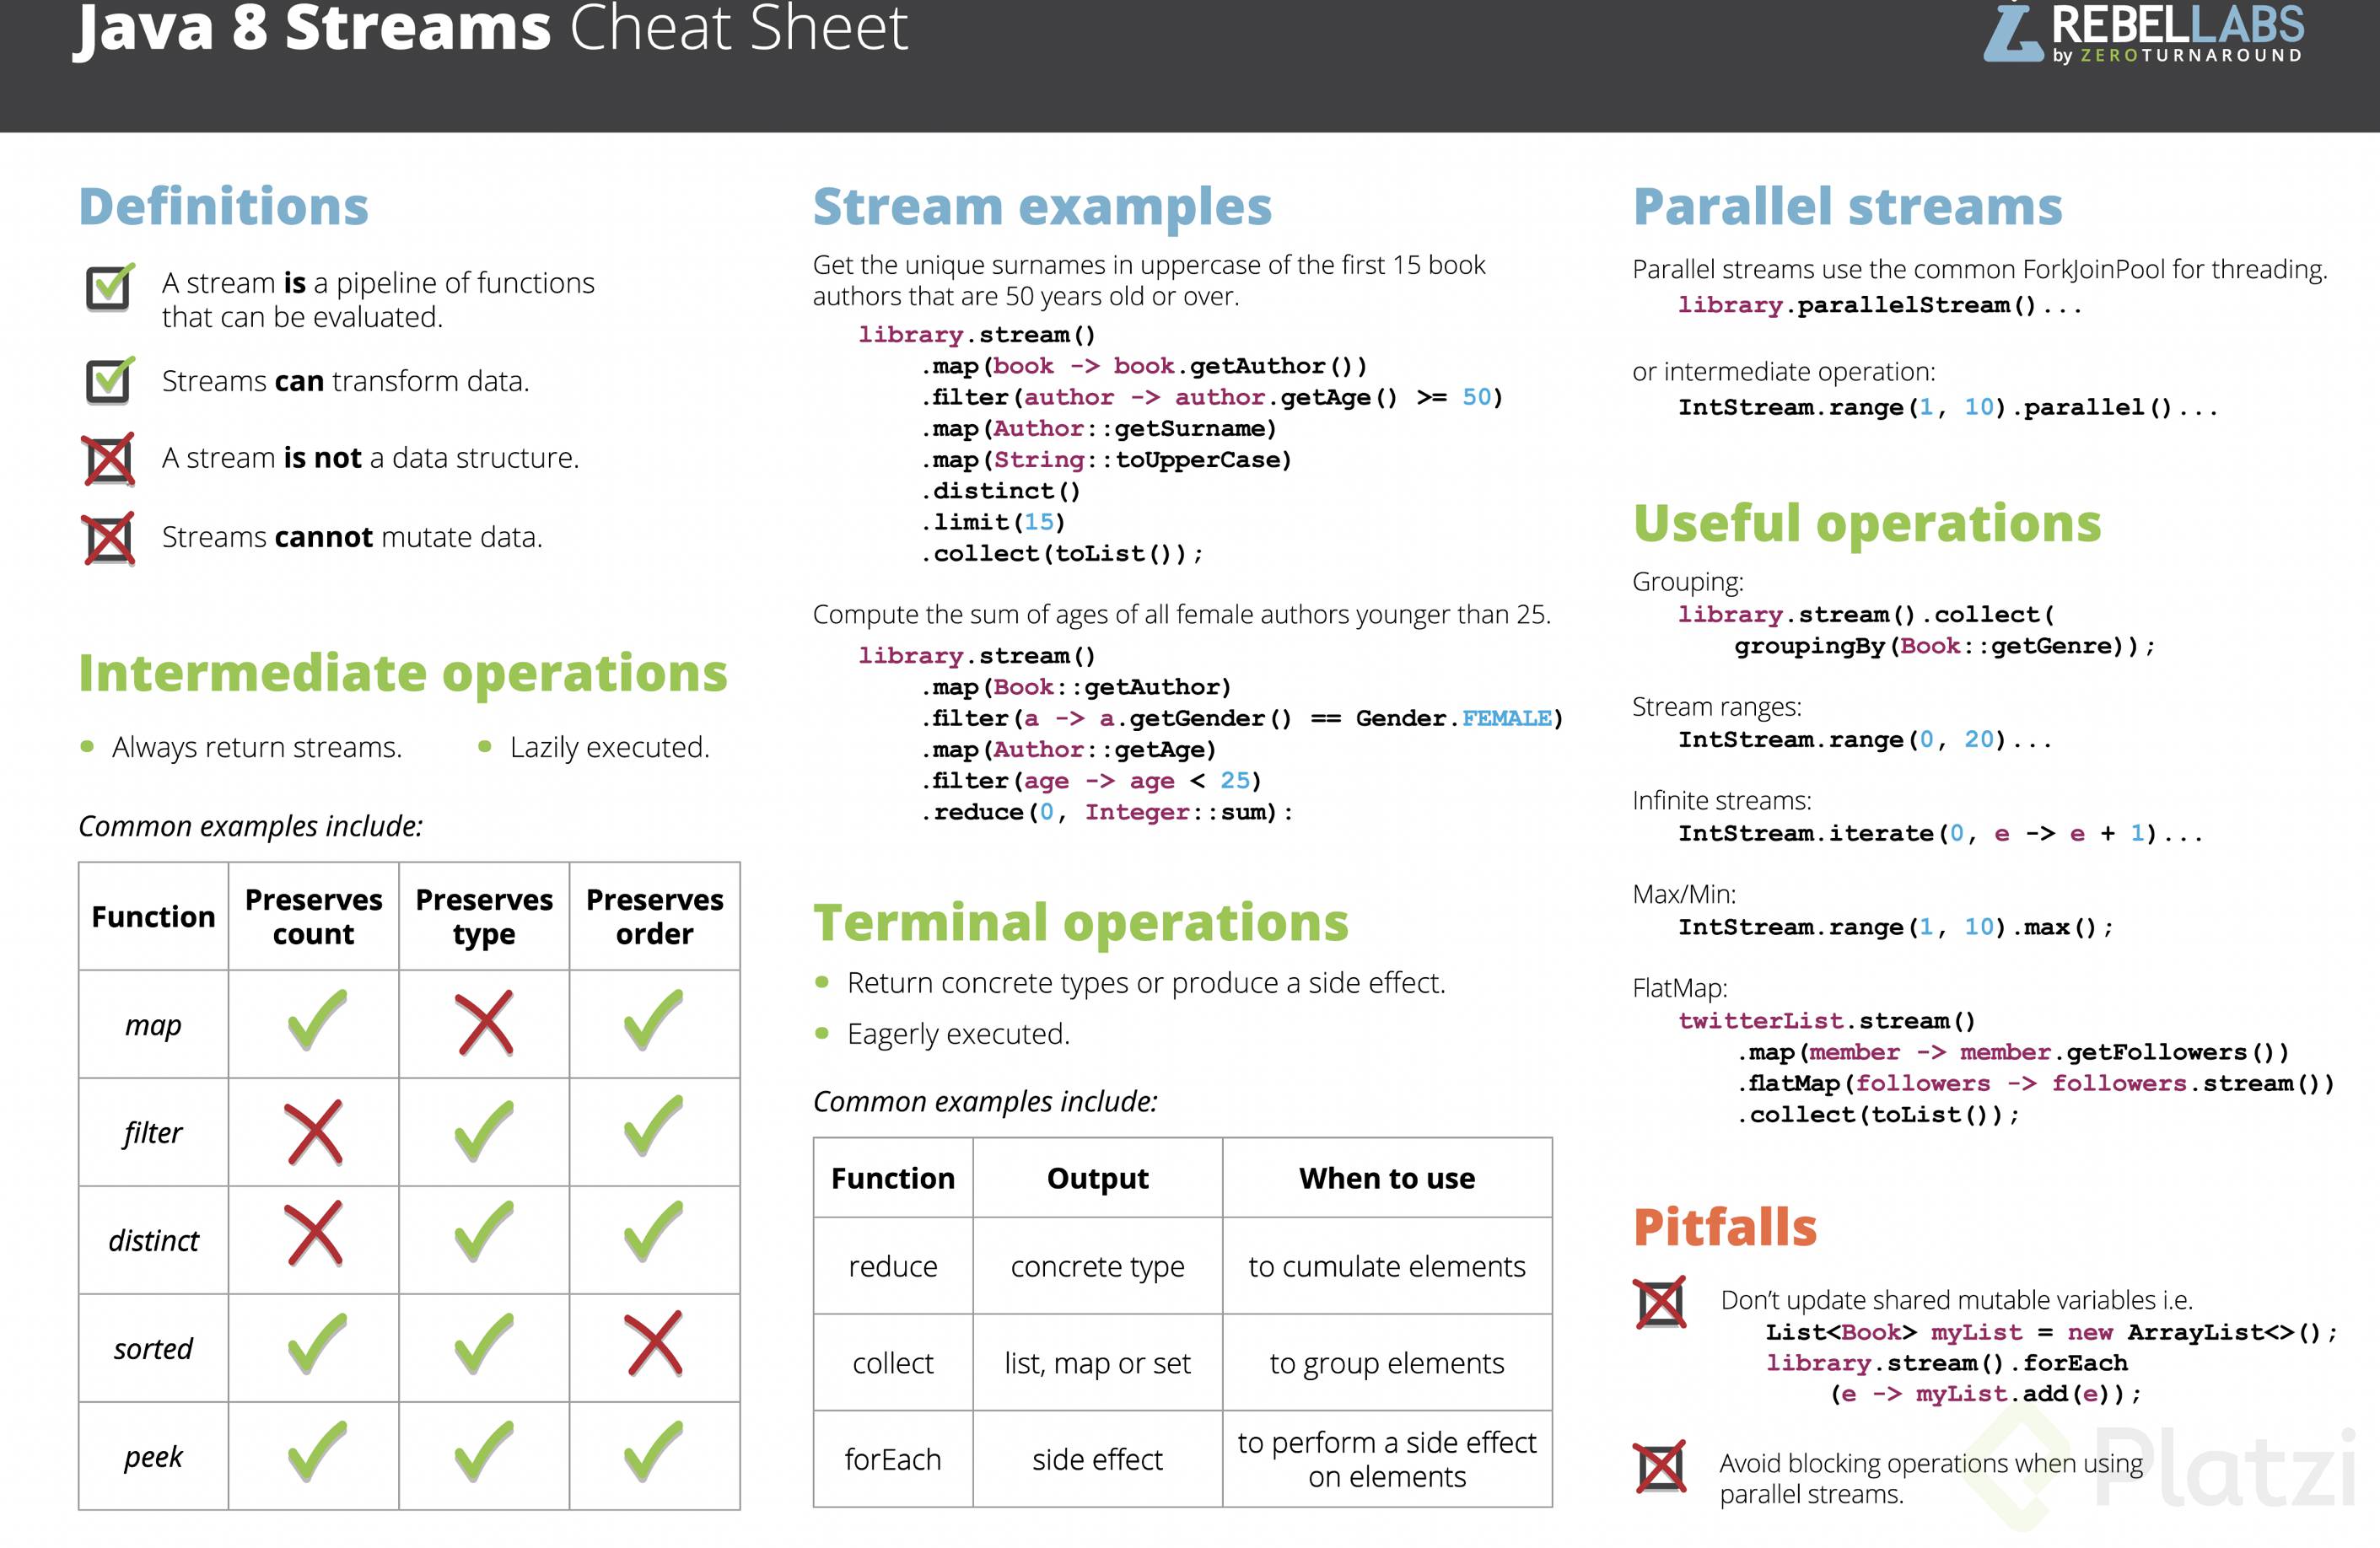 Java 8 Streams Cheat Sheet
REBELLABS
by ZEROTURNAROUND
Definitions
A stream is a pipeline of functions
that can be evaluated.
Streams can transform data.
A stream is not a data structure.
Streams cannot mutate data.
Intermediate operations
• Always return streams.
• Lazily executed.
Common examples include:
Function Preserves count Preserves type Preserves order
map
filter
distinct
sorted
peek
Stream examples
Get the unique surnames in uppercase of the first 15 book
authors that are 50 years old or over.
library.stream()
.map(book -> book.getAuthor())
.filter(author -> author.getAge() >= 50)
.map(Author::getSurname)
.map(String::toUpperCase)
.distinct()
.limit(15)
.collect(toList());
Compute the sum of ages of all female authors younger than 25.
library.stream()
.map(Book::getAuthor)
.filter(a -> a.getGender() == Gender.FEMALE)
.map(Author::getAge)
.filter(age -> age < 25)
.reduce(0, Integer::sum):
Terminal operations
• Return concrete types or produce a side effect.
• Eagerly executed.
Common examples include:
Function Output When to use
reduce concrete type to cumulate elements
collect list, map or set to group elements
forEach side effect to perform a side effect
on elements
Parallel streams
Parallel streams use the common ForkJoinPool for threading.
library.parallelStream()...
or intermediate operation:
IntStream.range(1, 10).parallel()...
Useful operations
Grouping:
library.stream().collect(
groupingBy(Book::getGenre));
Stream ranges:
IntStream.range(0, 20)...
Infinite streams:
IntStream.iterate(0, e -> e + 1)...
Max/Min:
IntStream.range(1, 10).max();
FlatMap:
twitterList.stream()
.map(member -> member.getFollowers())
.flatMap(followers -> followers.stream())
.collect(toList());
Pitfalls
Don’t update shared mutable variables i.e.
List<Book> myList = new ArrayList<>();
library.stream().forEach
(e -> myList.add(e));
Avoid blocking operations when using
parallel streams.
Platzi